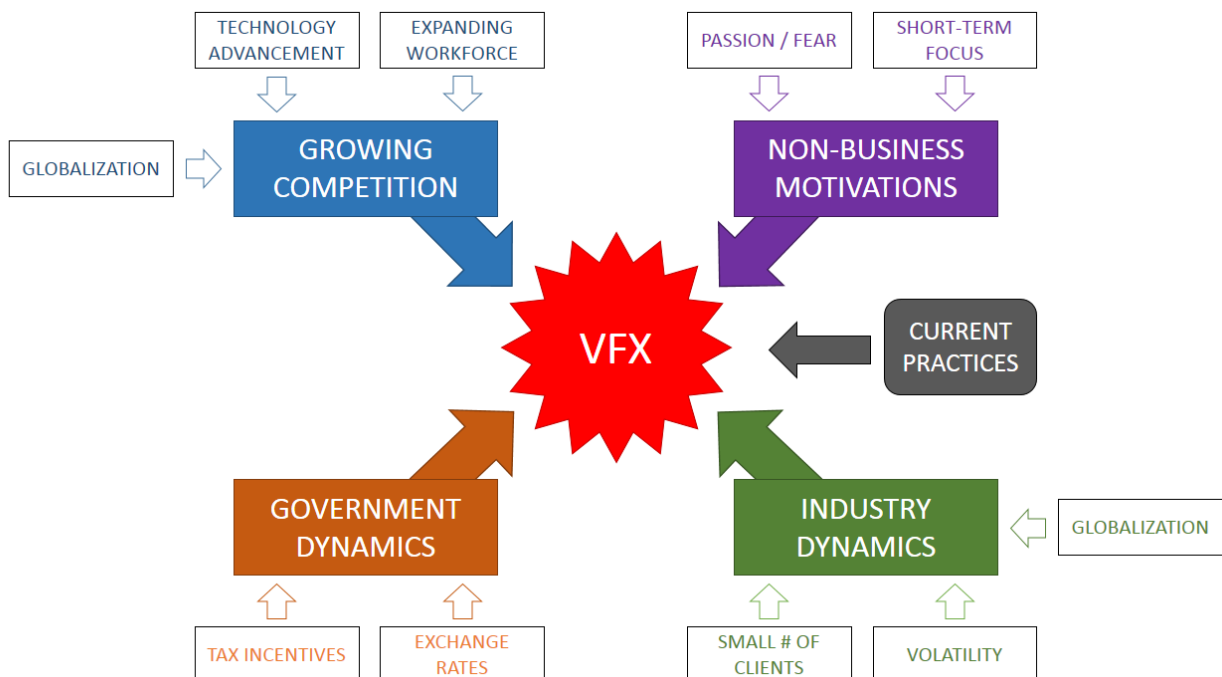 TECHNOLOGY
ADVANCEMENT
EXPANDING
WORKFORCE
PASSION / FEAR
SHORT-TERM
FOCUS
GLOBALIZATION
GROWING
COMPETITION
NON-BUSINESS
MOTIVATIONS
VFX
CURRENT
PRACTICES
GOVERNMENT
DYNAMICS
INDUSTRY
DYNAMICS
GLOBALIZATION
TAX INCENTIVES
EXCHANGE
RATES
SMALL # OF
CLIENTS
VOLATILITY